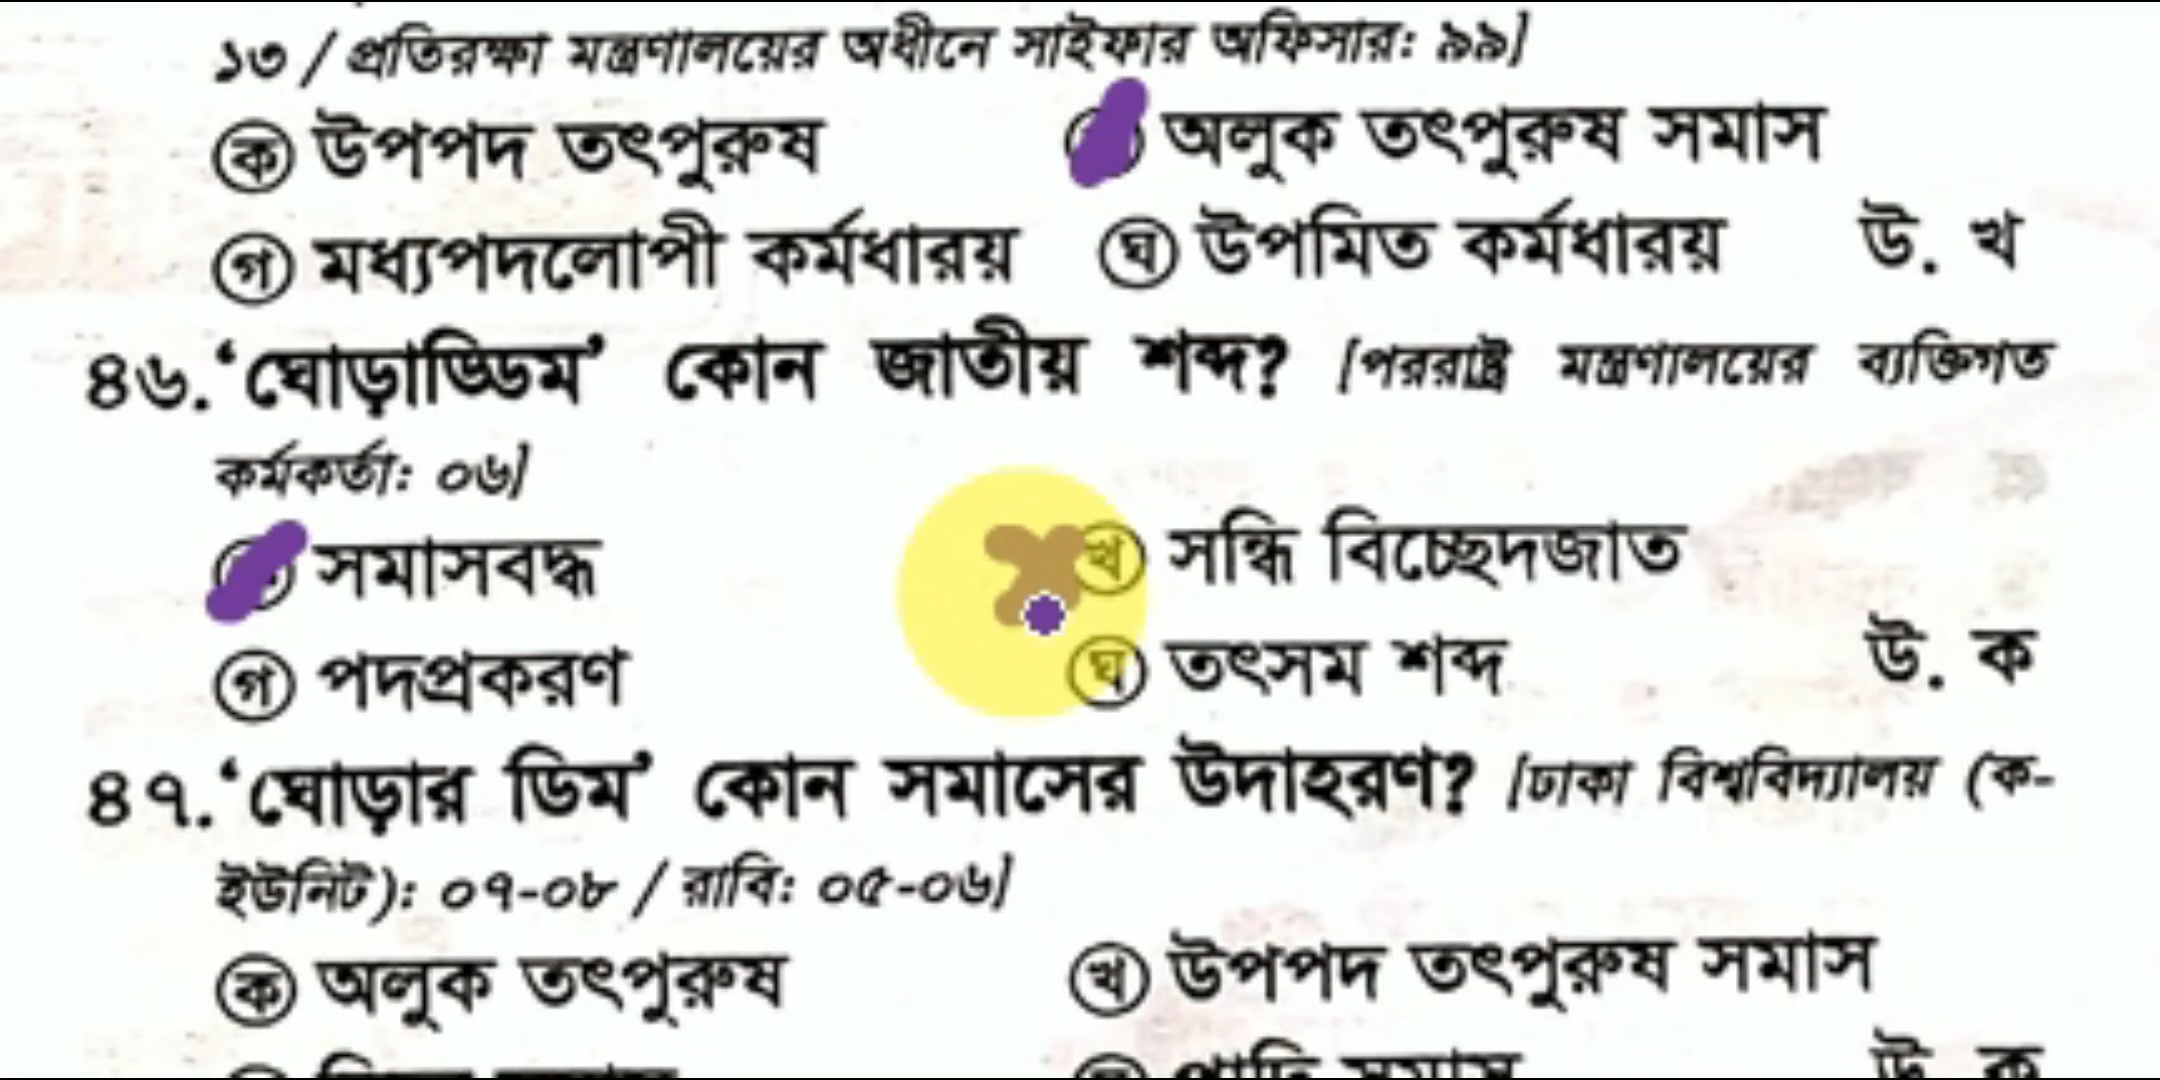 ১৩ / প্রতিরক্ষা মন্ত্রণালয়ের অধীনে সাইফার অফিসার: ৯৯]
ক উপপদ তৎপুরুষ অলুক তৎপুরুষ সমাস
গ মধ্যপদলোপী কর্মধারয় ঘ উপমিত কর্মধারয় উ. খ
৪৬. ‘ঘোড়াড্ডিম’ কোন জাতীয় শব্দ? [পররাষ্ট্র মন্ত্রণালয়ের ব্যক্তিগত
কর্মকর্তা: ০৬]
সমাসবদ্ধ খ সন্ধি বিচ্ছেদজাত
গ পদপ্রকরণ ঘ তৎসম শব্দ উ. ক
৪৭. ‘ঘোড়ার ডিম’ কোন সমাসের উদাহরণ? [ঢাকা বিশ্ববিদ্যালয় (ক-
ইউনিট): ০৭-০৮ / রাবি: ০৫-০৬]
ক অলুক তৎপুরুষ খ উপপদ তৎপুরুষ সমাস
সমাস উ. ক